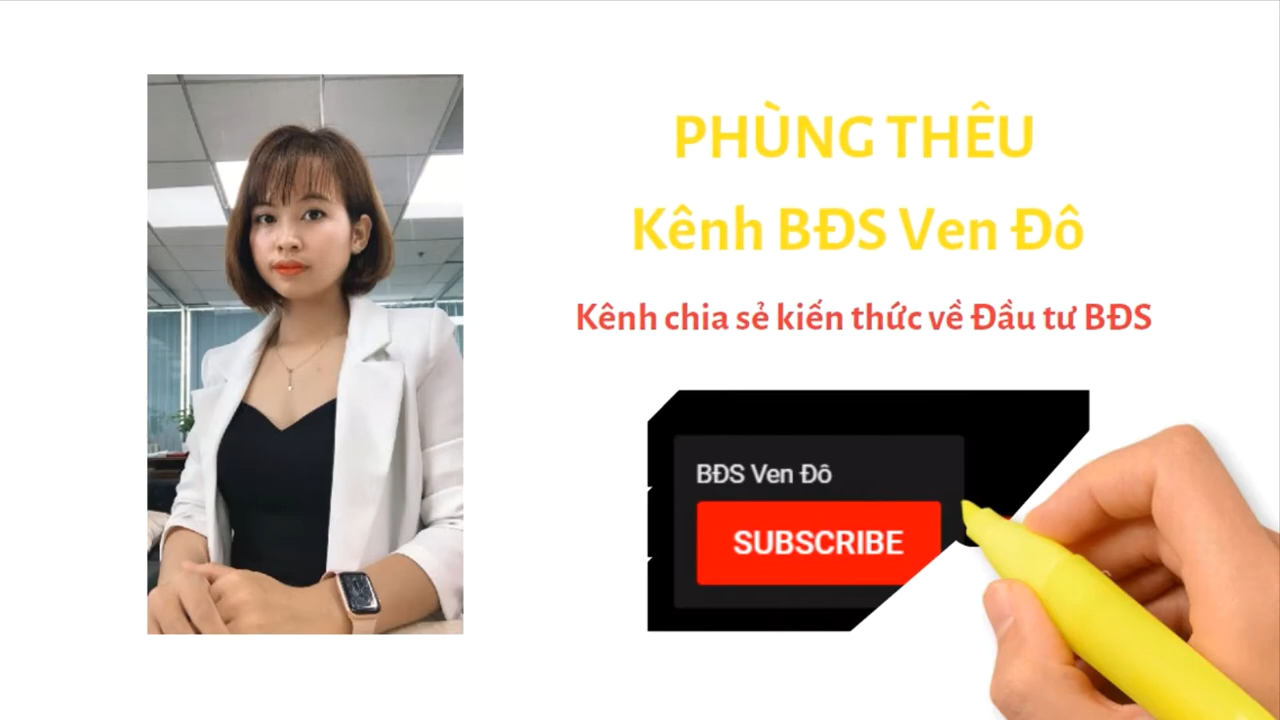 PHÙNG THÊU
Kênh BĐS Ven Đô
Kênh chia sẻ kiến thức về Đầu tư BĐS
BĐS Ven Đô
SUBSCRIBE